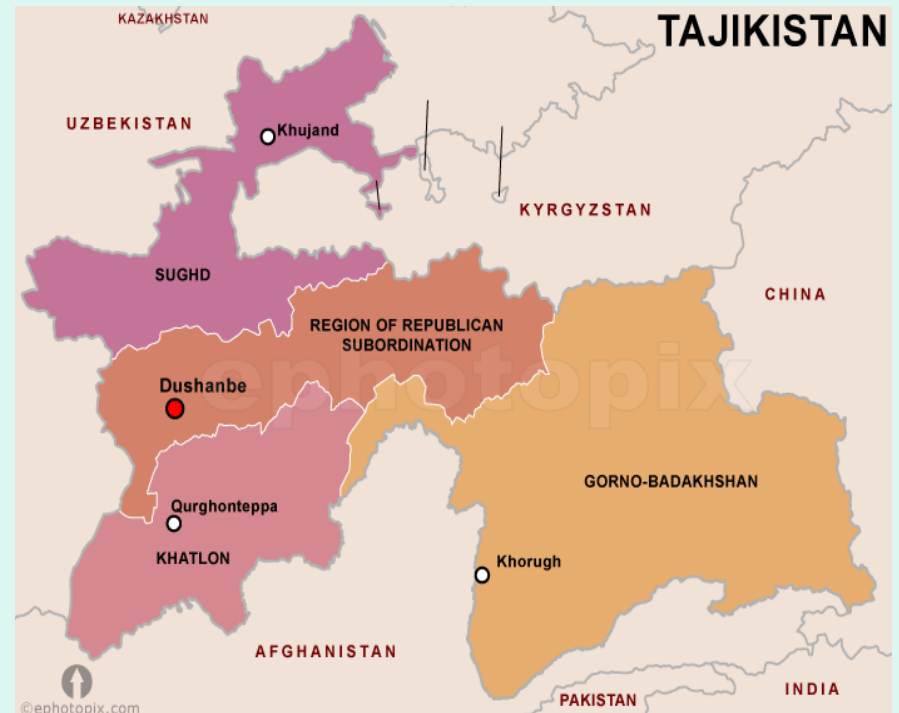 KAZAKHSTAN
TAJIKISTAN
UZBEKISTAN
Khujand
KYRGYZSTAN
SUGHD
CHINA
REGION OF REPUBLICAN
SUBORDINATION
ephotopix
Dushanbe
GORNO-BADAKHSHAN
Qurghonteppa
KHATLON
Khorugh
AFGHANISTAN
INDIA
PAKISTAN
©ephotopix.com